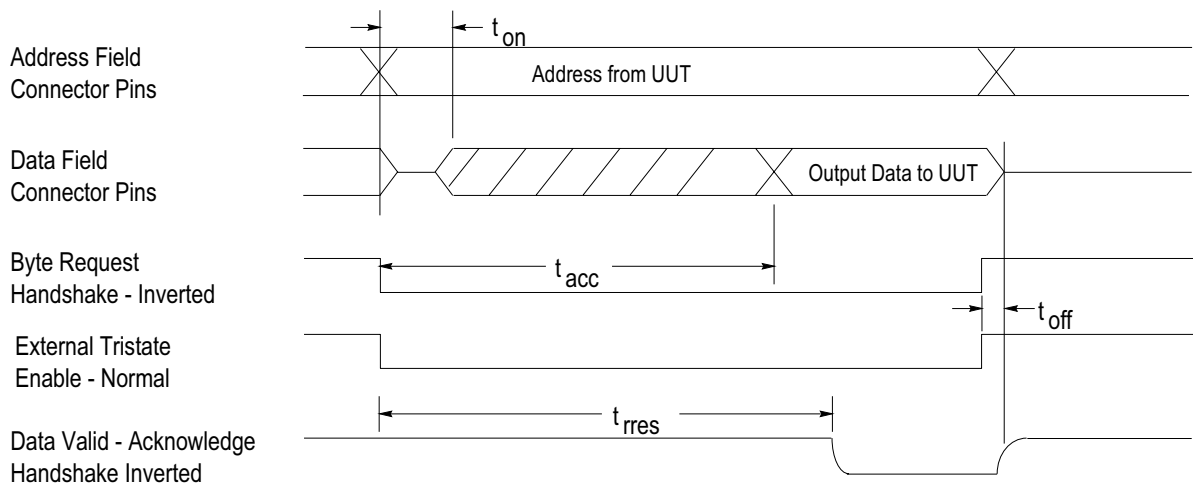 t on
Address Field
Connector Pins
Address from UUT
Data Field
Connector Pins
Output Data to UUT
Byte Request
Handshake - Inverted
t acc
t off
External Tristate
Enable - Normal
t rres
Data Valid - Acknowledge
Handshake Inverted